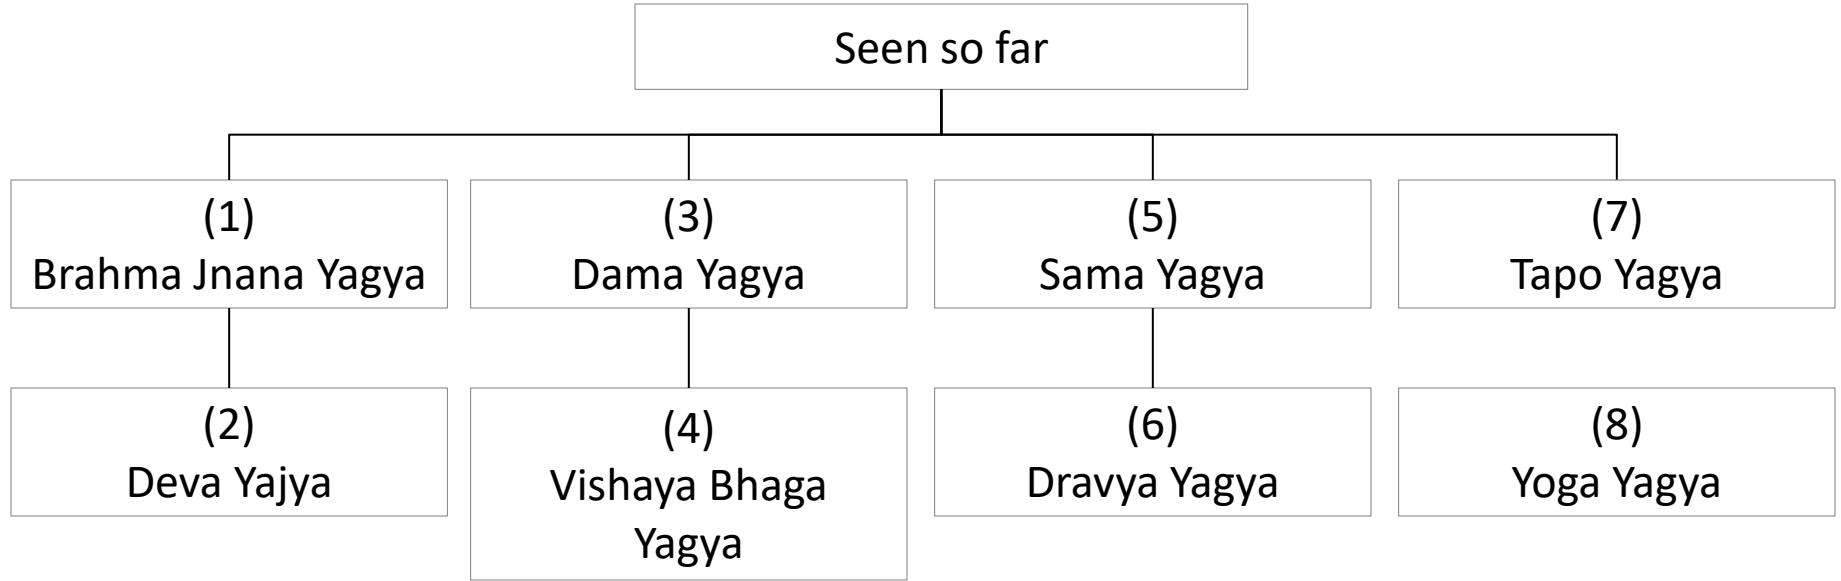 Seen so far
(1)
Brahma Jnana Yagya
(3)
Dama Yagya
(5)
Sama Yagya
(7)
Tapo Yagya
(2)
Deva Yajya
(4)
Vishaya Bhaga
Yagya
(6)
Dravya Yagya
(8)
Yoga Yagya